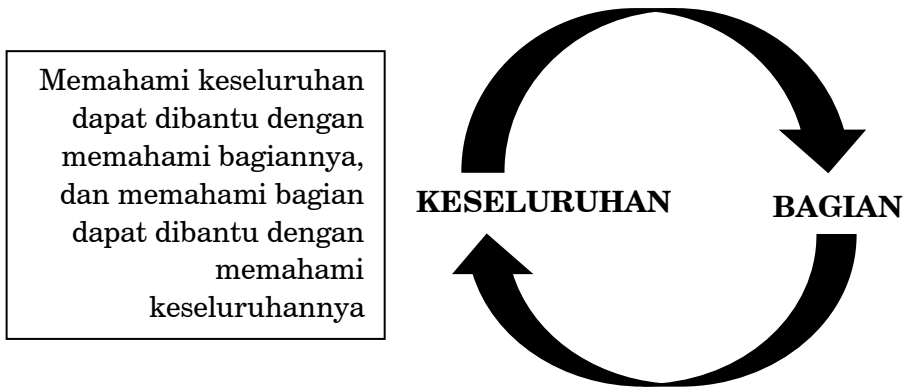 Memahami keseluruhan
dapat dibantu dengan
memahami bagiannya,
dan memahami bagian
dapat dibantu dengan
memahami
keseluruhannya
KESELURUHAN
BAGIAN